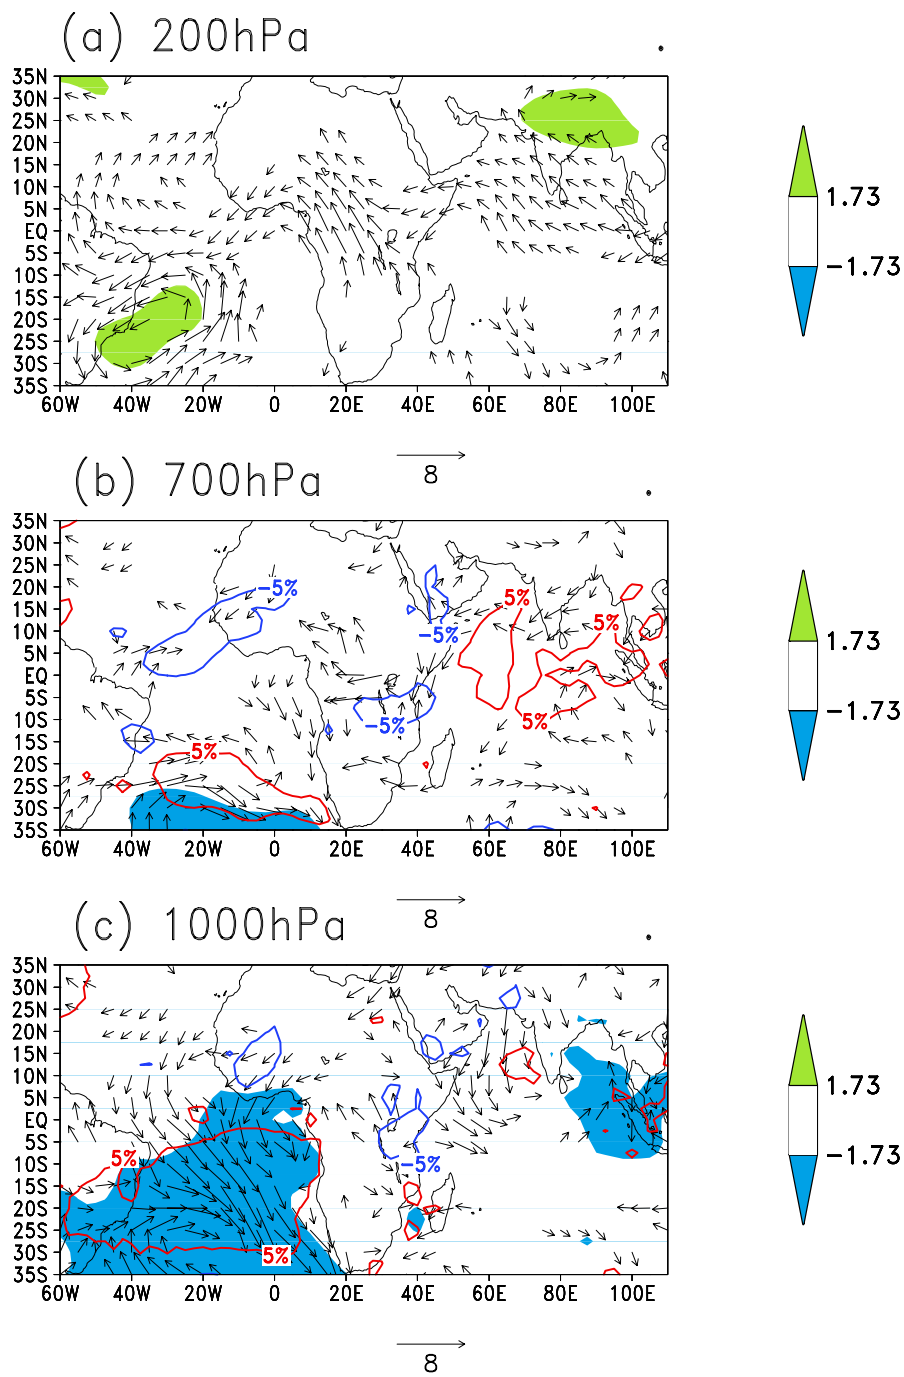 (a) 200hPa
35N
30N
25N
20N
15N
10N
5N
EQ
5S
10S
15S
20S
25S
30S
35S
60W 40W 20W 0 20E 40E 60E 80E 100E
1.73
-1.73
8
(b) 700hPa
35N
30N
25N
20N
15N
10N
5N
EQ
5S
10S
15S
20S
25S
30S
35S
-5%
5%
5%
-5%
-5%
5%
5%
60W 40W 20W 0 20E 40E 60E 80E 100E
1.73
-1.73
8
(c) 1000hPa
35N
30N
25N
20N
15N
10N
5N
EQ
5S
10S
15S
20S
25S
30S
35S
5%
-5%
5%
60W 40W 20W 0 20E 40E 60E 80E 100E
1.73
-1.73
8